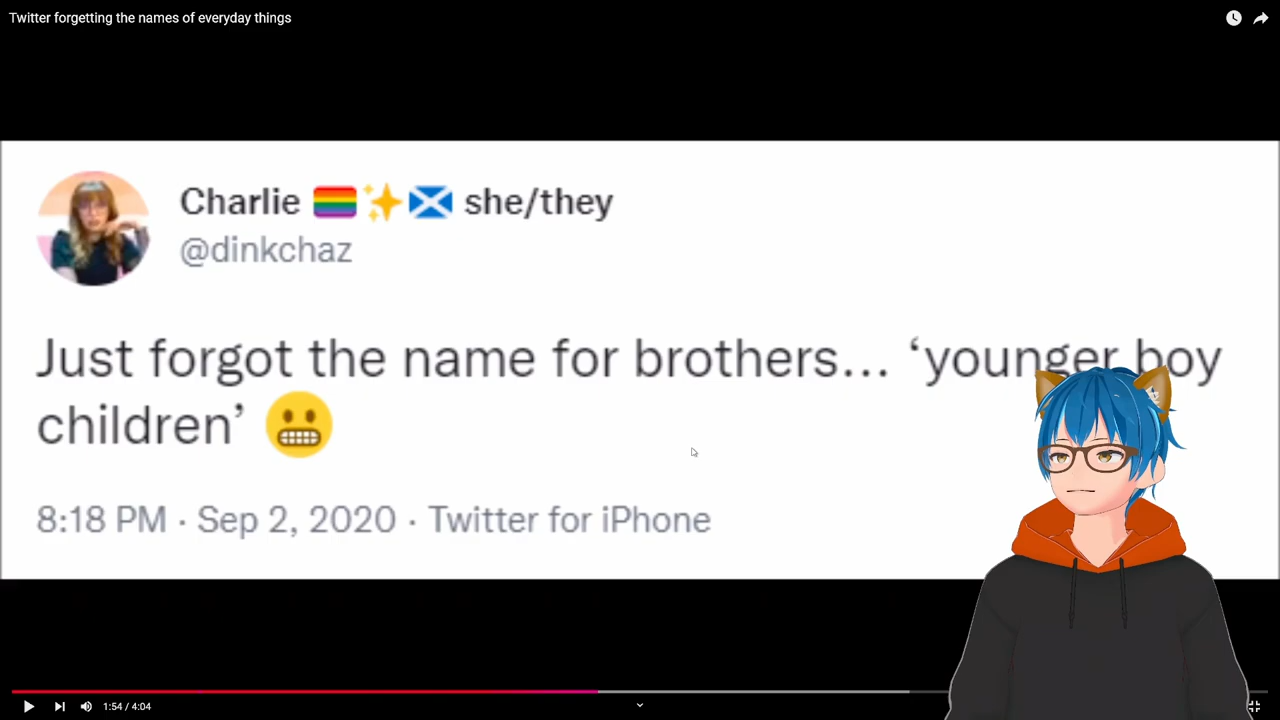 Twitter forgetting the names of everyday things
Charlie 🏳️‍🌈✨🏴󠁧󠁢󠁳󠁣󠁴󠁿 she/they
@dinkchaz
Just forgot the name for brothers... ‘younger boy
children’ 😬
8:18 PM · Sep 2, 2020 · Twitter for iPhone
1:54 / 4:04